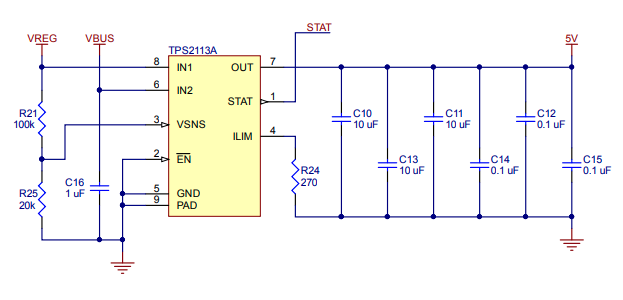 STAT
VREG
VBUS
5V
TPS2113A
8
IN1
OUT
7
6
IN2
STAT
1
R21
100k
3
VSNS
ILIM
4
C10
10 uF
C11
10 uF
C12
0.1 uF
2
EN
C13
10 uF
C14
0.1 uF
C15
0.1 uF
R24
270
R25
20k
C16
1 uF
5
GND
9
PAD